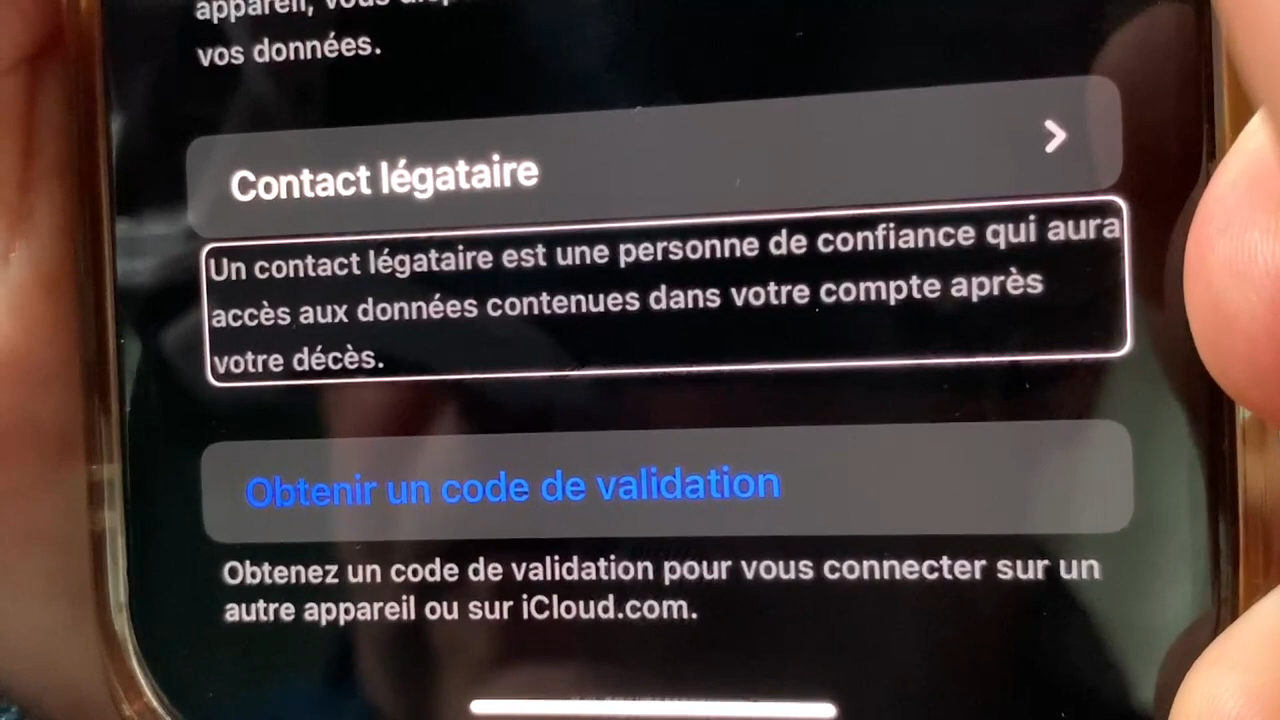 appareil, vous
vos données.
Contact légataire
Un contact légataire est une personne de confiance qui aura
accès aux données contenues dans votre compte après
votre décès.
Obtenir un code de validation
Obtenez un code de validation pour vous connecter sur un
autre appareil ou sur iCloud.com.